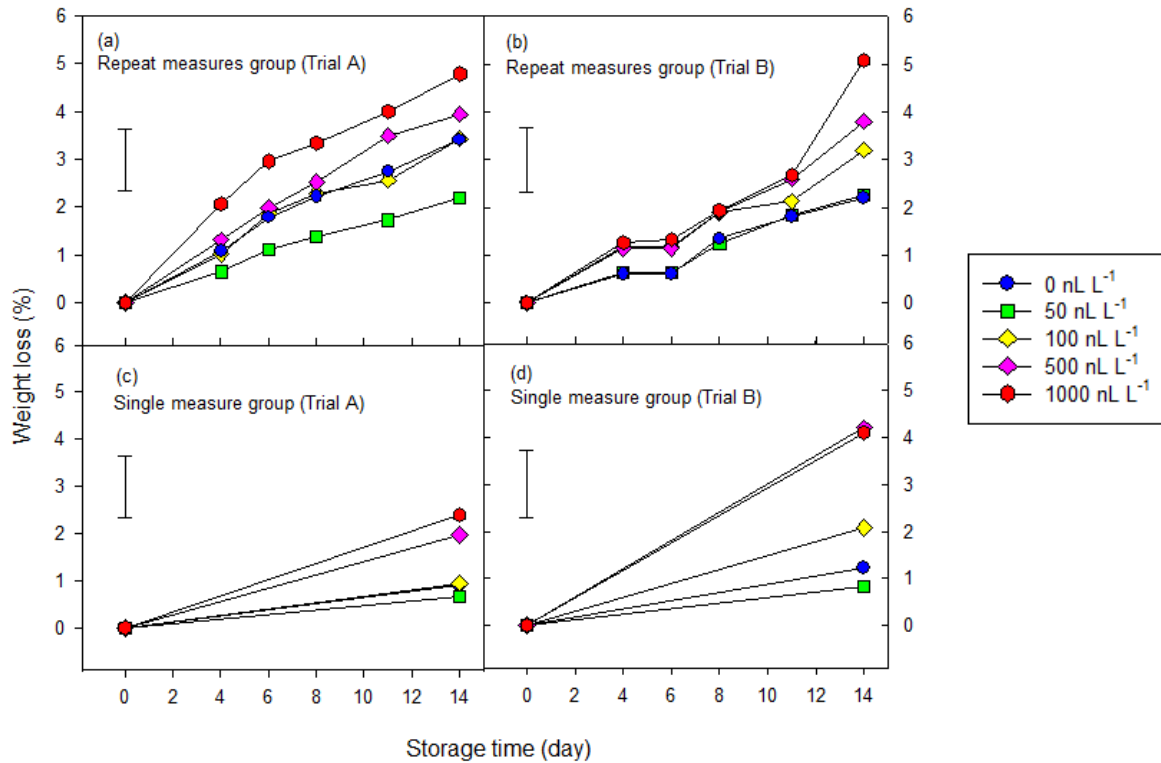 (a)
Repeat measures group (Trial A)
(b)
Repeat measures group (Trial B)
6
5
4
3
2
1
0
6
5
4
3
2
1
0
(c)
Single measure group (Trial A)
(d)
Single measure group (Trial B)
6
5
4
3
2
1
0
6
5
4
3
2
1
0
0 2 4 6 8 10 12 14
0 2 4 6 8 10 12 14
Weight loss (%)
Storage time (day)
0 nL L⁻¹
50 nL L⁻¹
100 nL L⁻¹
500 nL L⁻¹
1000 nL L⁻¹